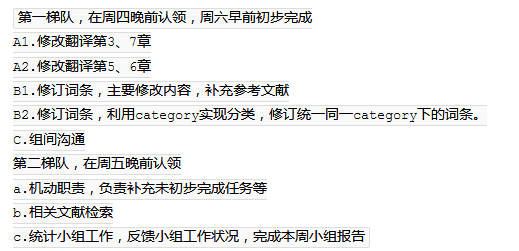 第一梯队，在周四晚前认领，周六早前初步完成
A1.修改翻译第3、7章
A2.修改翻译第5、6章
B1.修订词条，主要修改内容，补充参考文献
B2.修订词条，利用category实现分类，修订统一同一category下的词条。
C.组间沟通
第二梯队，在周五晚前认领
a.机动职责，负责补充未初步完成任务等
b.相关文献检索
c.统计小组工作，反馈小组工作状况，完成本周小组报告